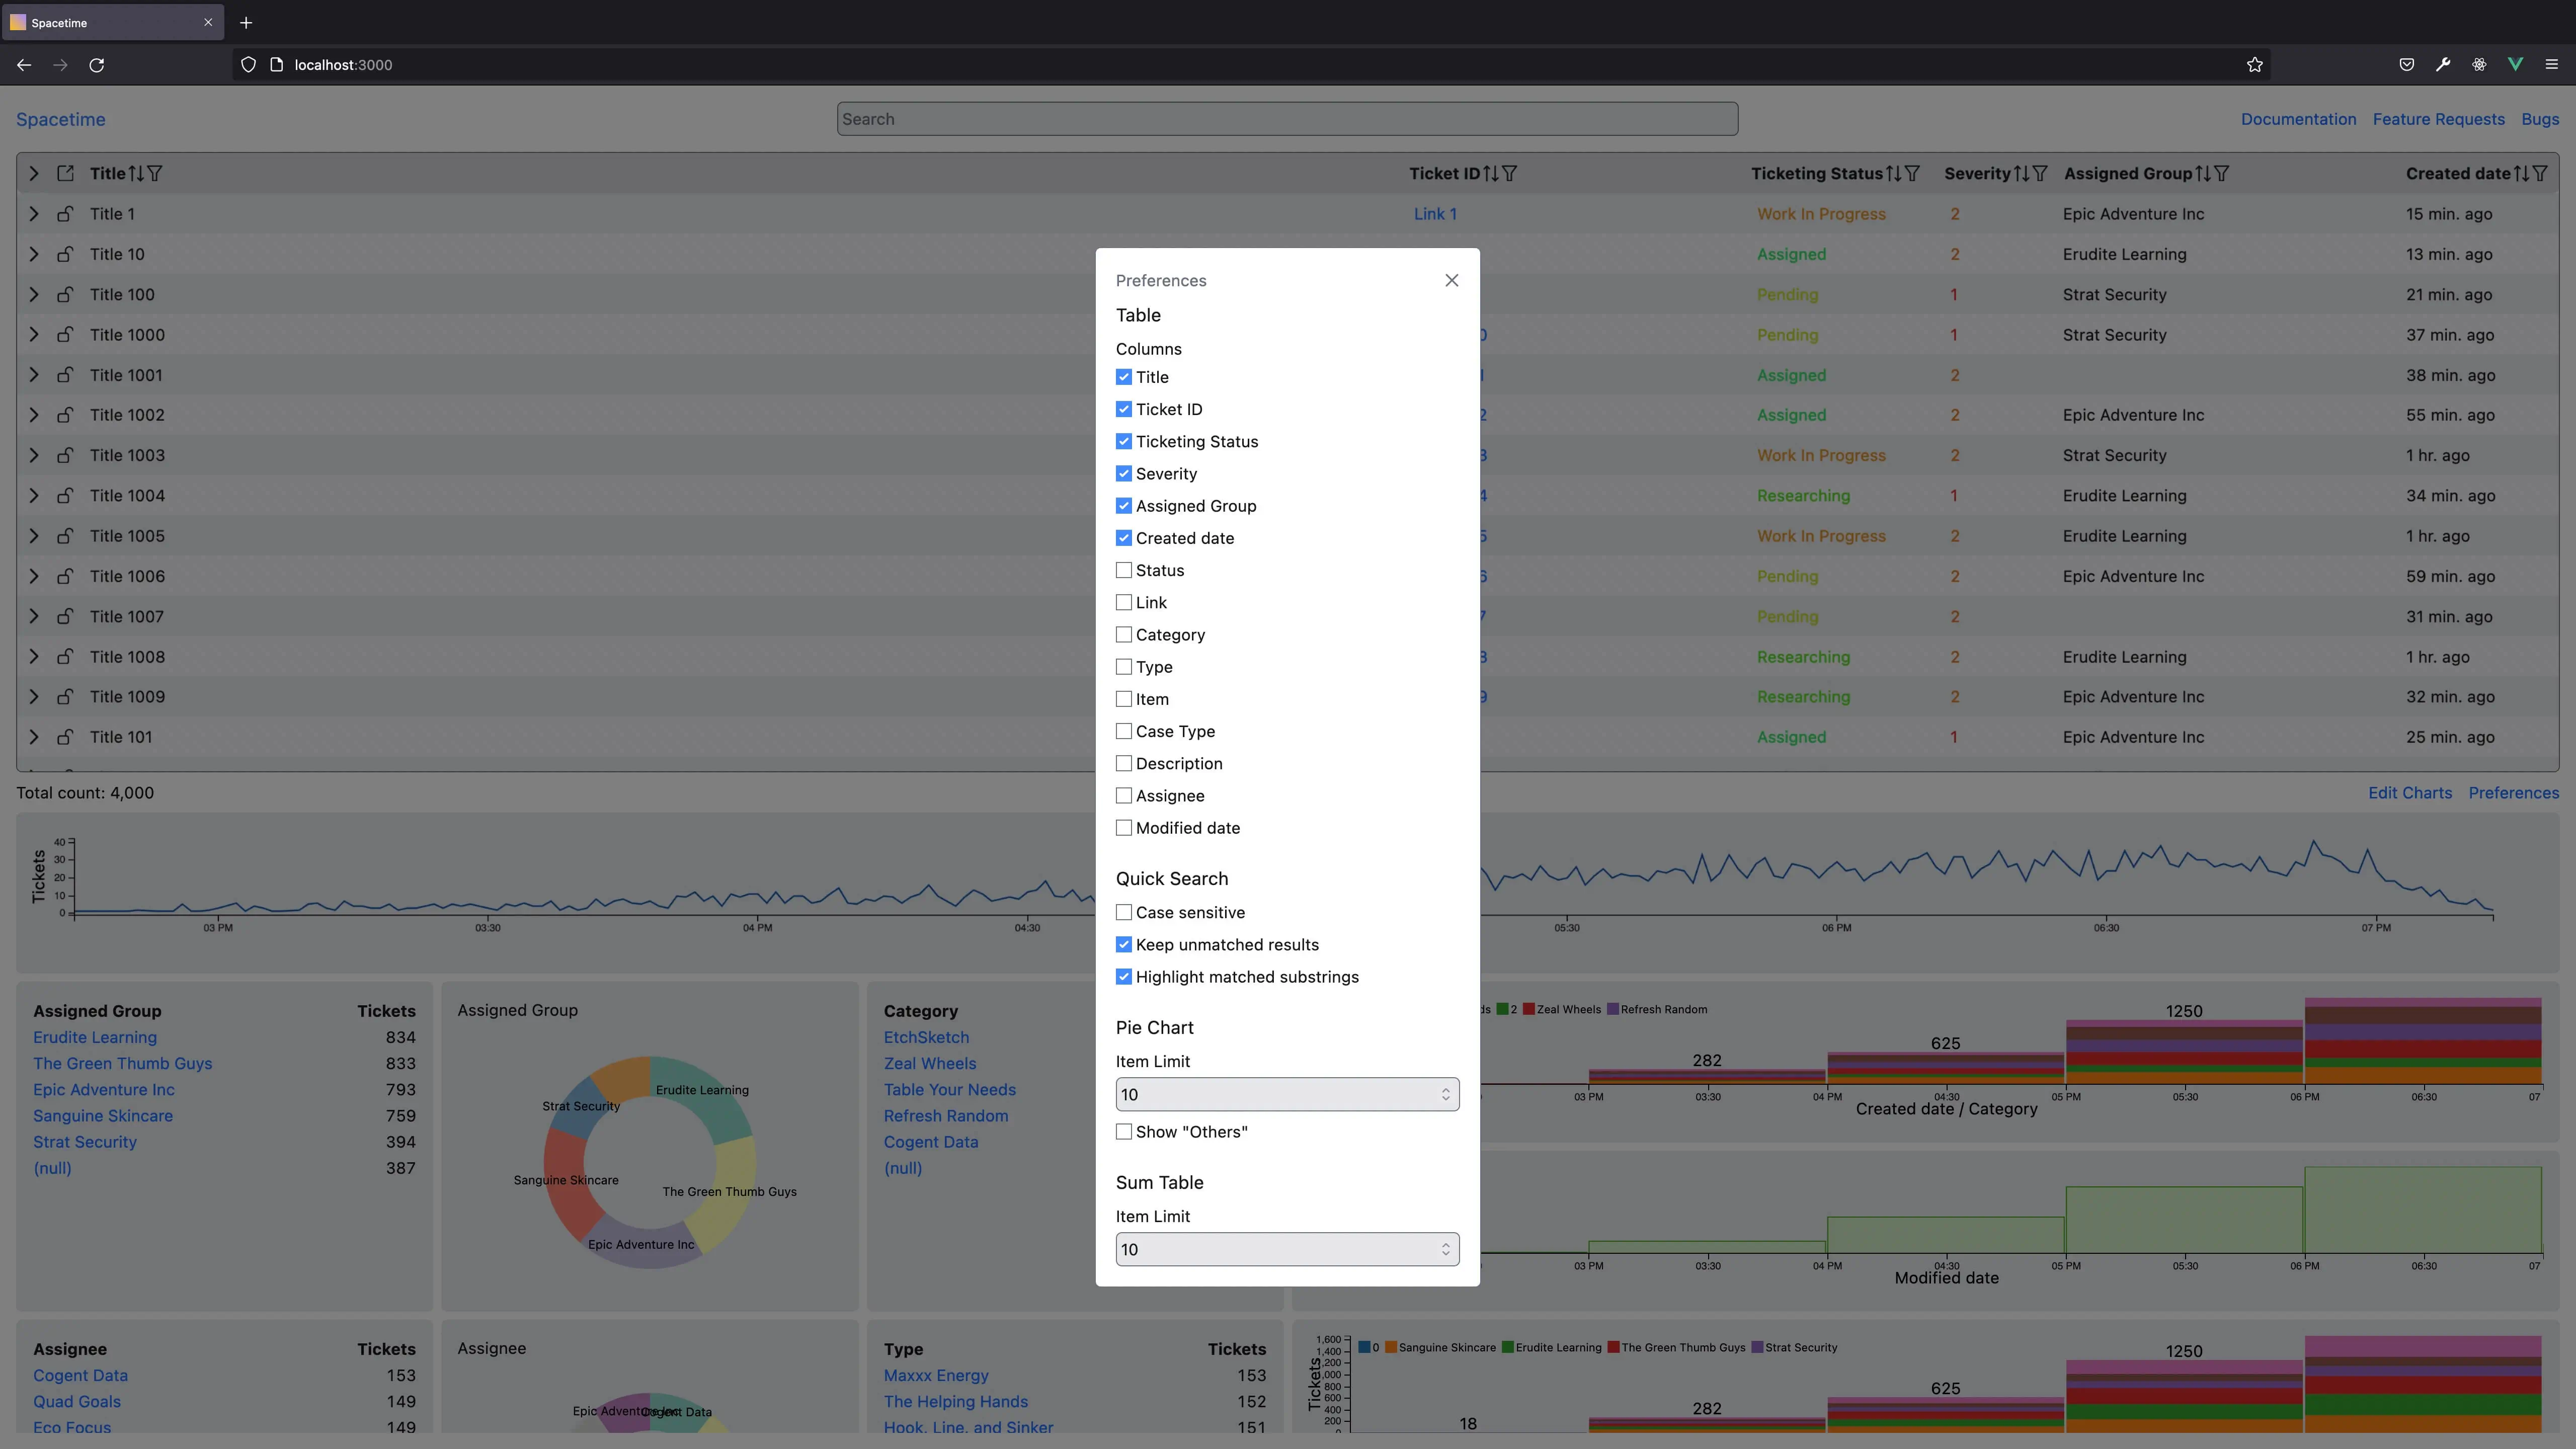 Spacetime
localhost:3000
Spacetime
Search
Documentation Feature Requests Bugs
Title Ticket ID Ticketing Status Severity Assigned Group Created date
Title 1 Link 1 Work In Progress 2 Epic Adventure Inc 15 min. ago
Title 10 Assigned 2 Erudite Learning 13 min. ago
Title 100 Pending 1 Strat Security 21 min. ago
Title 1000 Pending 1 Strat Security 37 min. ago
Title 1001 Assigned 2 38 min. ago
Title 1002 2 Assigned 2 Epic Adventure Inc 55 min. ago
Title 1003 Work In Progress 2 Strat Security 1 hr. ago
Title 1004 4 Researching 1 Erudite Learning 34 min. ago
Title 1005 Work In Progress 2 Erudite Learning 1 hr. ago
Title 1006 Pending 2 Epic Adventure Inc 59 min. ago
Title 1007 Pending 2 31 min. ago
Title 1008 Researching 2 Erudite Learning 1 hr. ago
Title 1009 9 Researching 2 Epic Adventure Inc 32 min. ago
Title 101 Assigned 1 Epic Adventure Inc 25 min. ago
Preferences
Table
Columns
Title
Ticket ID
Ticketing Status
Severity
Assigned Group
Created date
Status
Link
Category
Type
Item
Case Type
Description
Assignee
Modified date
Quick Search
Case sensitive
Keep unmatched results
Highlight matched substrings
Pie Chart
Item Limit
10
Show "Others"
Sum Table
Item Limit
10
Total count: 4,000
Edit Charts Preferences
Tickets
40
30
20
10
0
03 PM 03:30 04 PM 04:30 05:30 06 PM 06:30 07 PM
Assigned Group Tickets
Erudite Learning 834
The Green Thumb Guys 833
Epic Adventure Inc 793
Sanguine Skincare 759
Strat Security 394
(null) 387
Assigned Group
Erudite Learning
Strat Security
Sanguine Skincare
The Green Thumb Guys
Epic Adventure Inc
Category
EtchSketch
Zeal Wheels
Table Your Needs
Refresh Random
Cogent Data
(null)
ds 2 Zeal Wheels Refresh Random
282
625
1250
03 PM 03:30 04 PM 04:30 05 PM 05:30 06 PM 06:30 07
Created date / Category
03 PM 03:30 04 PM 04:30 05 PM 05:30 06 PM 06:30 07
Modified date
Assignee Tickets
Cogent Data 153
Quad Goals 149
Eco Focus 149
Assignee
Epic Adventure Inc
Cogent Data
Type Tickets
Maxxx Energy 153
The Helping Hands 152
Hook, Line, and Sinker 151
Tickets
1,600
1,400
1,200
1,000
800
600
400
200
0
0 Sanguine Skincare Erudite Learning The Green Thumb Guys Strat Security
18
282
625
1250